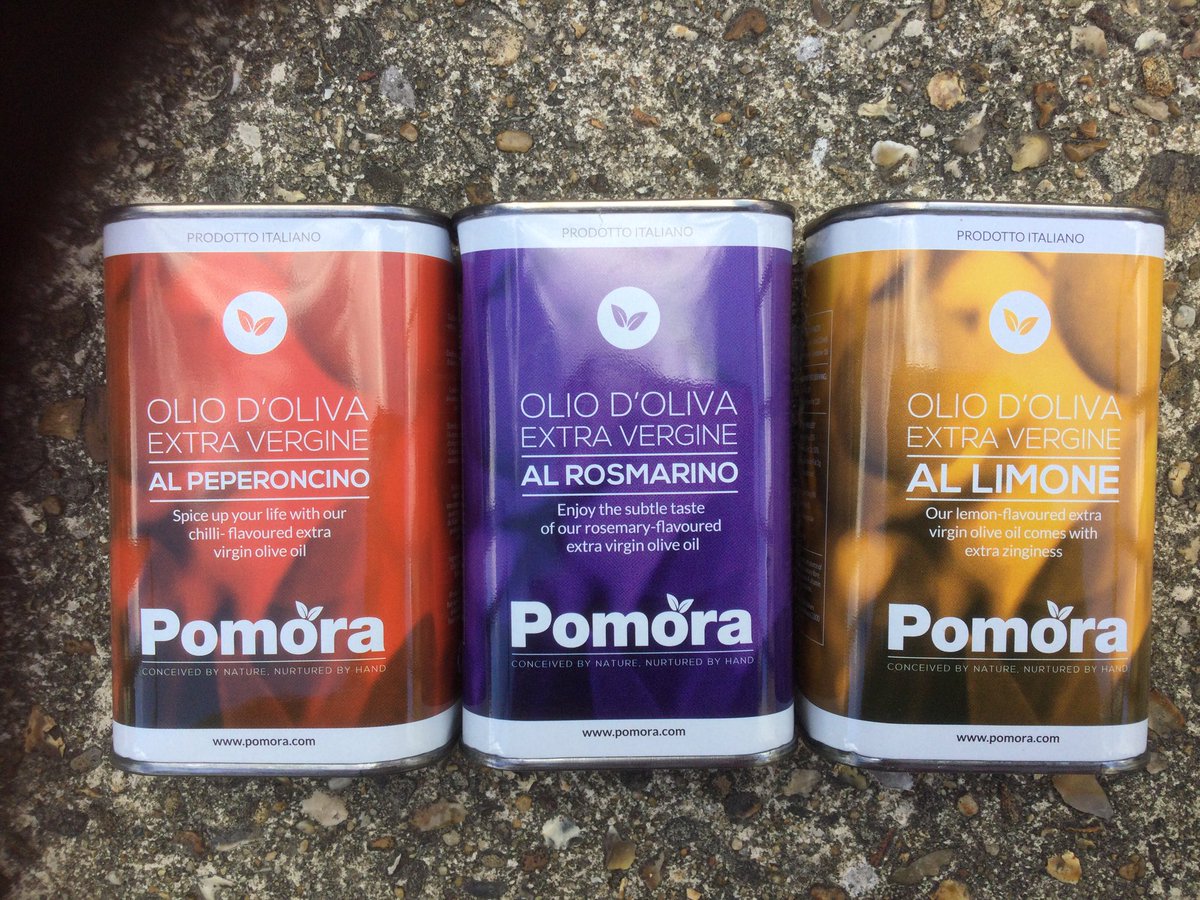 PRODOTTO ITALIANO
OLIO D'OLIVA
EXTRA VERGINE
AL PEPERONCINO
Spice up your life with our
chilli- flavoured extra
virgin olive oil
Pomora
CONCEIVED BY NATURE, NURTURED BY HAND
www.pomora.com
PRODOTTO ITALIANO
OLIO D'OLIVA
EXTRA VERGINE
AL ROSMARINO
Enjoy the subtle taste
of our rosemary-flavoured
extra virgin olive oil
Pomora
CONCEIVED BY NATURE, NURTURED BY HAND
www.pomora.com
PRODOTTO ITALIANO
OLIO D'OLIVA
EXTRA VERGINE
AL LIMONE
Our lemon-flavoured extra
virgin olive oil comes with
extra zinginess
Pomora
CONCEIVED BY NATURE, NURTURED BY HAND
www.pomora.com